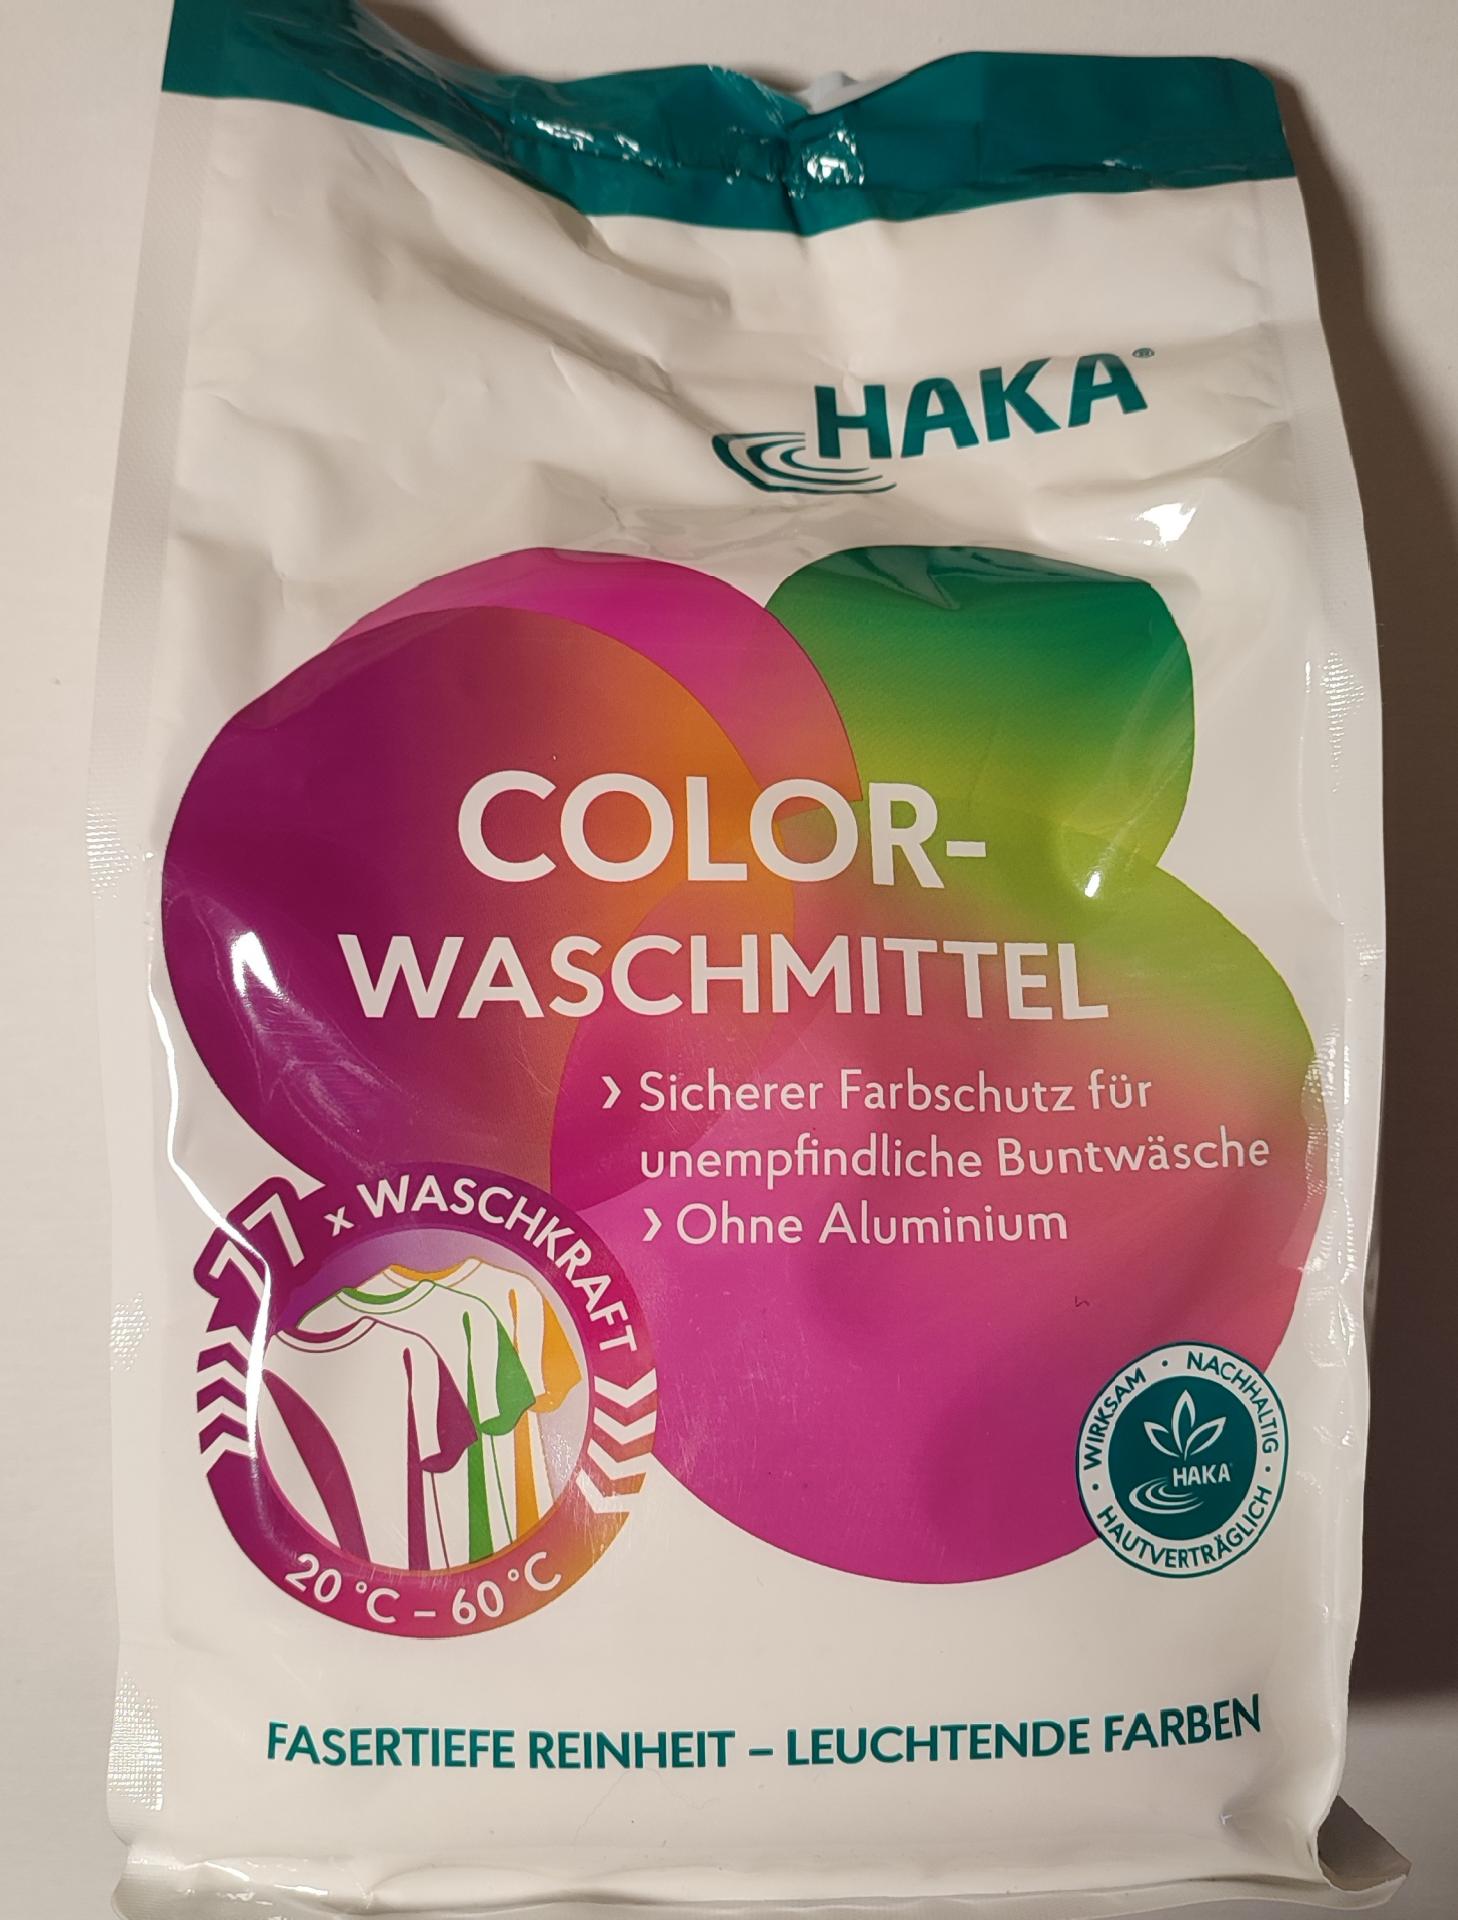 HAKA®
COLOR-
WASCHMITTEL
› Sicherer Farbschutz für
unempfindliche Buntwäsche
› Ohne Aluminium
77 x WASCHKRAFT
20 °C – 60 °C
WIRKSAM · NACHHALTIG · HAUTVERTRÄGLICH ·
HAKA
FASERTIEFE REINHEIT – LEUCHTENDE FARBEN